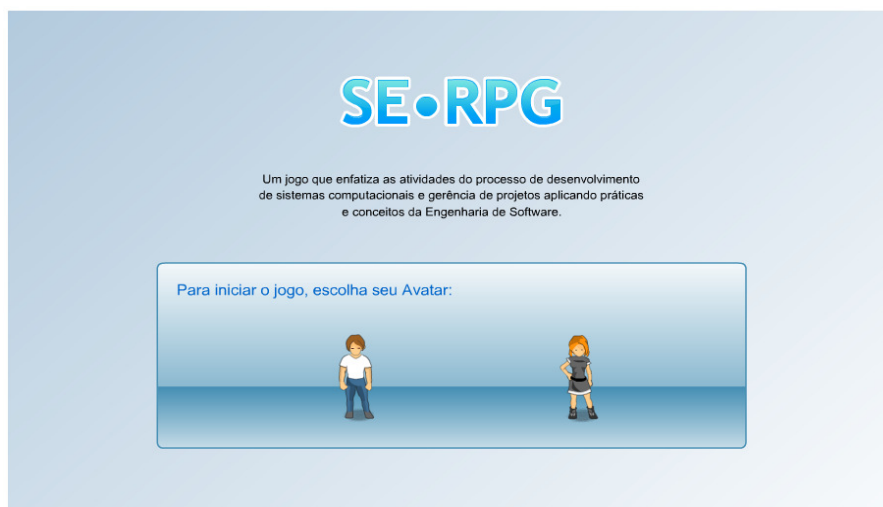 SE•RPG
Um jogo que enfatiza as atividades do processo de desenvolvimento
de sistemas computacionais e gerência de projetos aplicando práticas
e conceitos da Engenharia de Software.
Para iniciar o jogo, escolha seu Avatar: